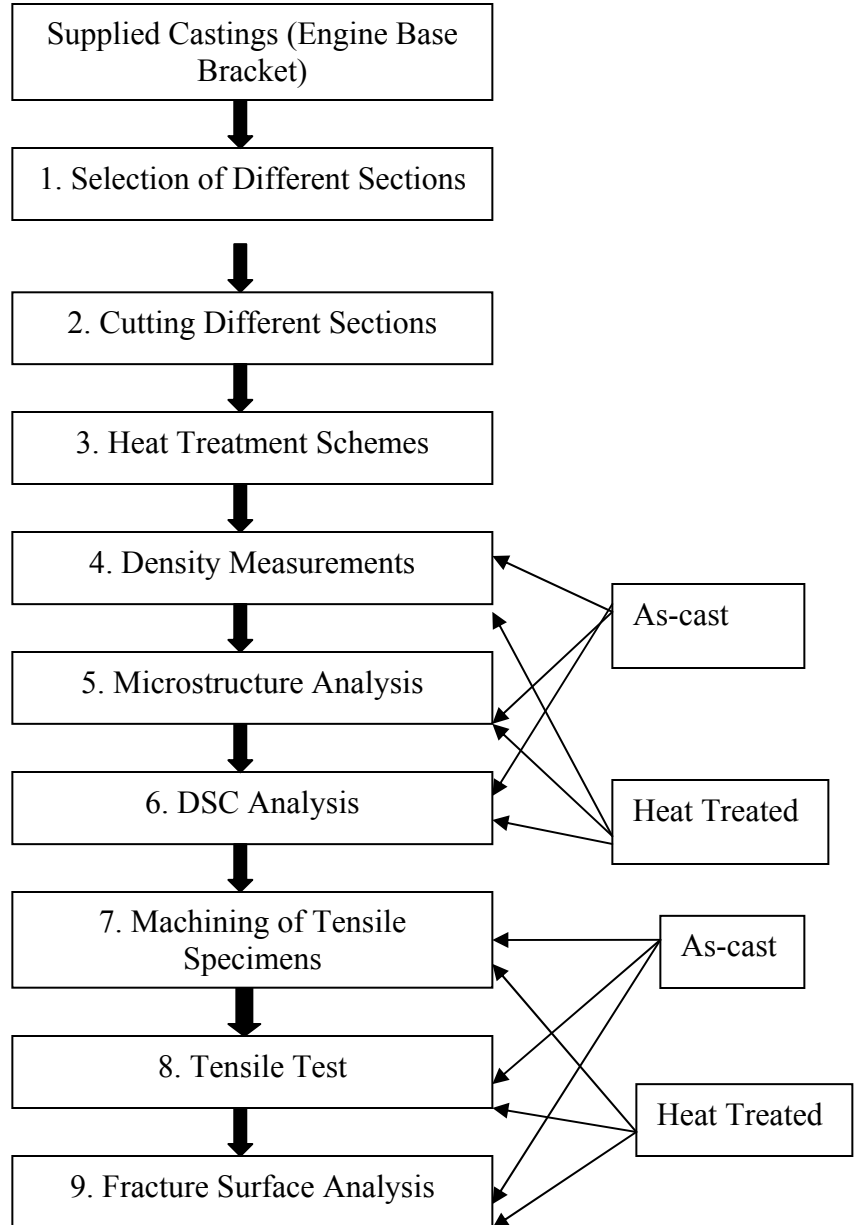 Supplied Castings (Engine Base
Bracket)
1. Selection of Different Sections
2. Cutting Different Sections
3. Heat Treatment Schemes
4. Density Measurements
As-cast
5. Microstructure Analysis
6. DSC Analysis
Heat Treated
7. Machining of Tensile
Specimens
As-cast
8. Tensile Test
Heat Treated
9. Fracture Surface Analysis